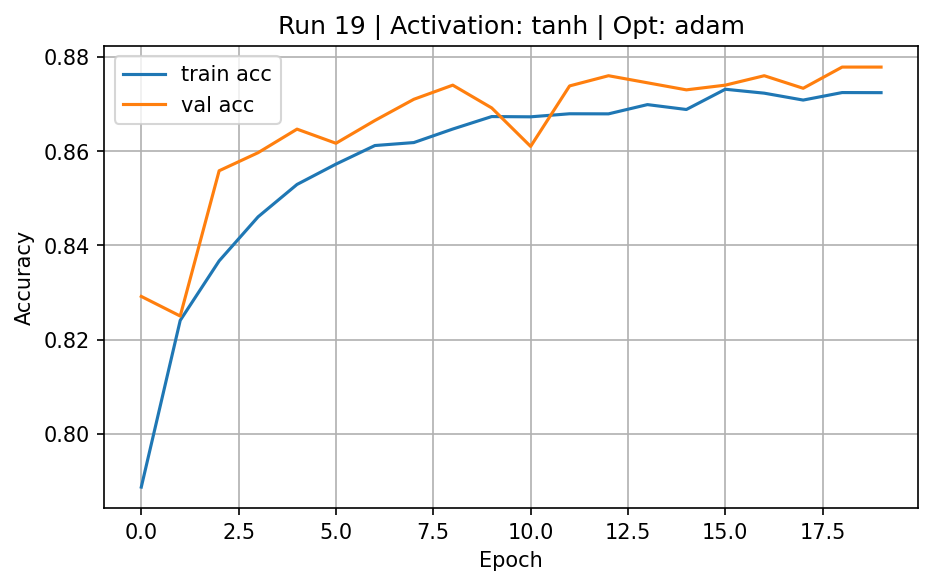 Run 19 | Activation: tanh | Opt: adam
train acc
val acc
0.88
0.86
0.84
0.82
0.80
Accuracy
0.0 2.5 5.0 7.5 10.0 12.5 15.0 17.5
Epoch